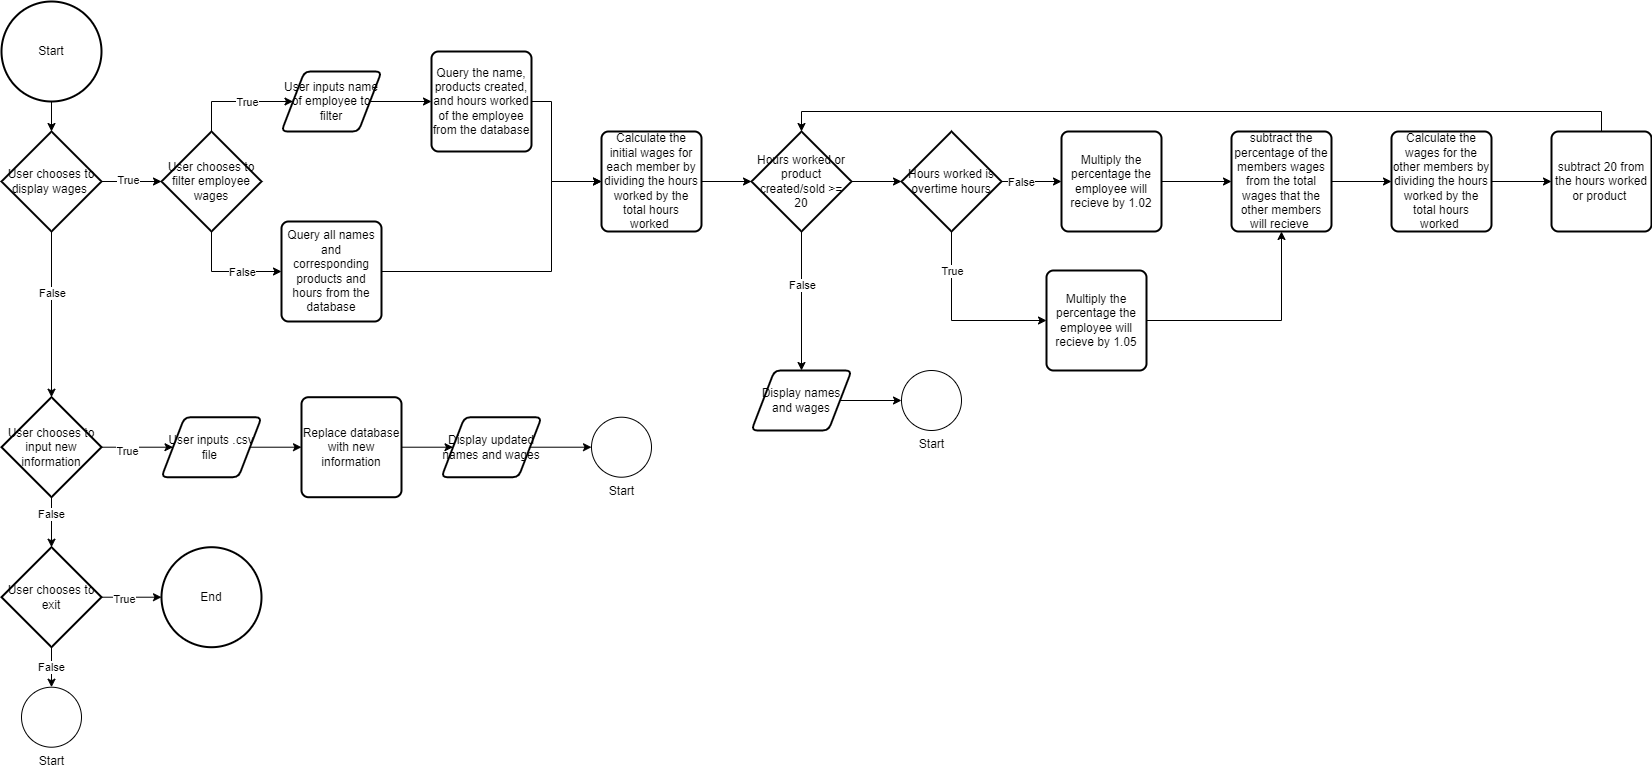 Start
User chooses to
display wages
True
User chooses to
filter employee
wages
True
User inputs name
of employee to
filter
Query the name,
products created,
and hours worked
of the employee
from the database
False
Query all names
and
corresponding
products and
hours from the
database
Calculate the
initial wages for
each member by
dividing the hours
worked by the
total hours
worked
Hours worked or
product
created/sold >=
20
Hours worked is
overtime hours
False
Multiply the
percentage the
employee will
recieve by 1.02
subtract the
percentage of the
members wages
from the total
wages that the
other members
will recieve
Calculate the
wages for the
other members by
dividing the hours
worked by the
total hours
worked
subtract 20 from
the hours worked
or product
True
Multiply the
percentage the
employee will
recieve by 1.05
False
Display names
and wages
Start
False
User chooses to
input new
information
True
User inputs .csv
file
Replace database
with new
information
Display updated
names and wages
Start
False
User chooses to
exit
True
End
False
Start